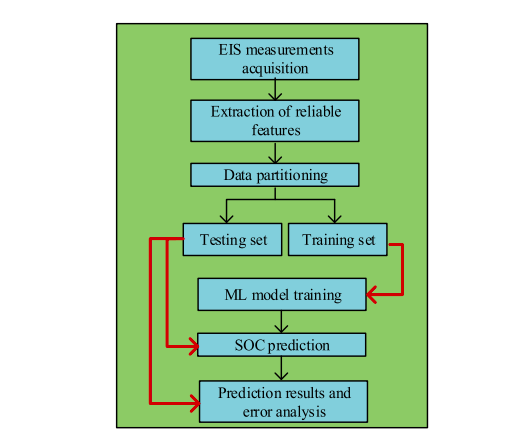 EIS measurements
acquisition
Extraction of reliable
features
Data partitioning
Testing set
Training set
ML model training
SOC prediction
Prediction results and
error analysis